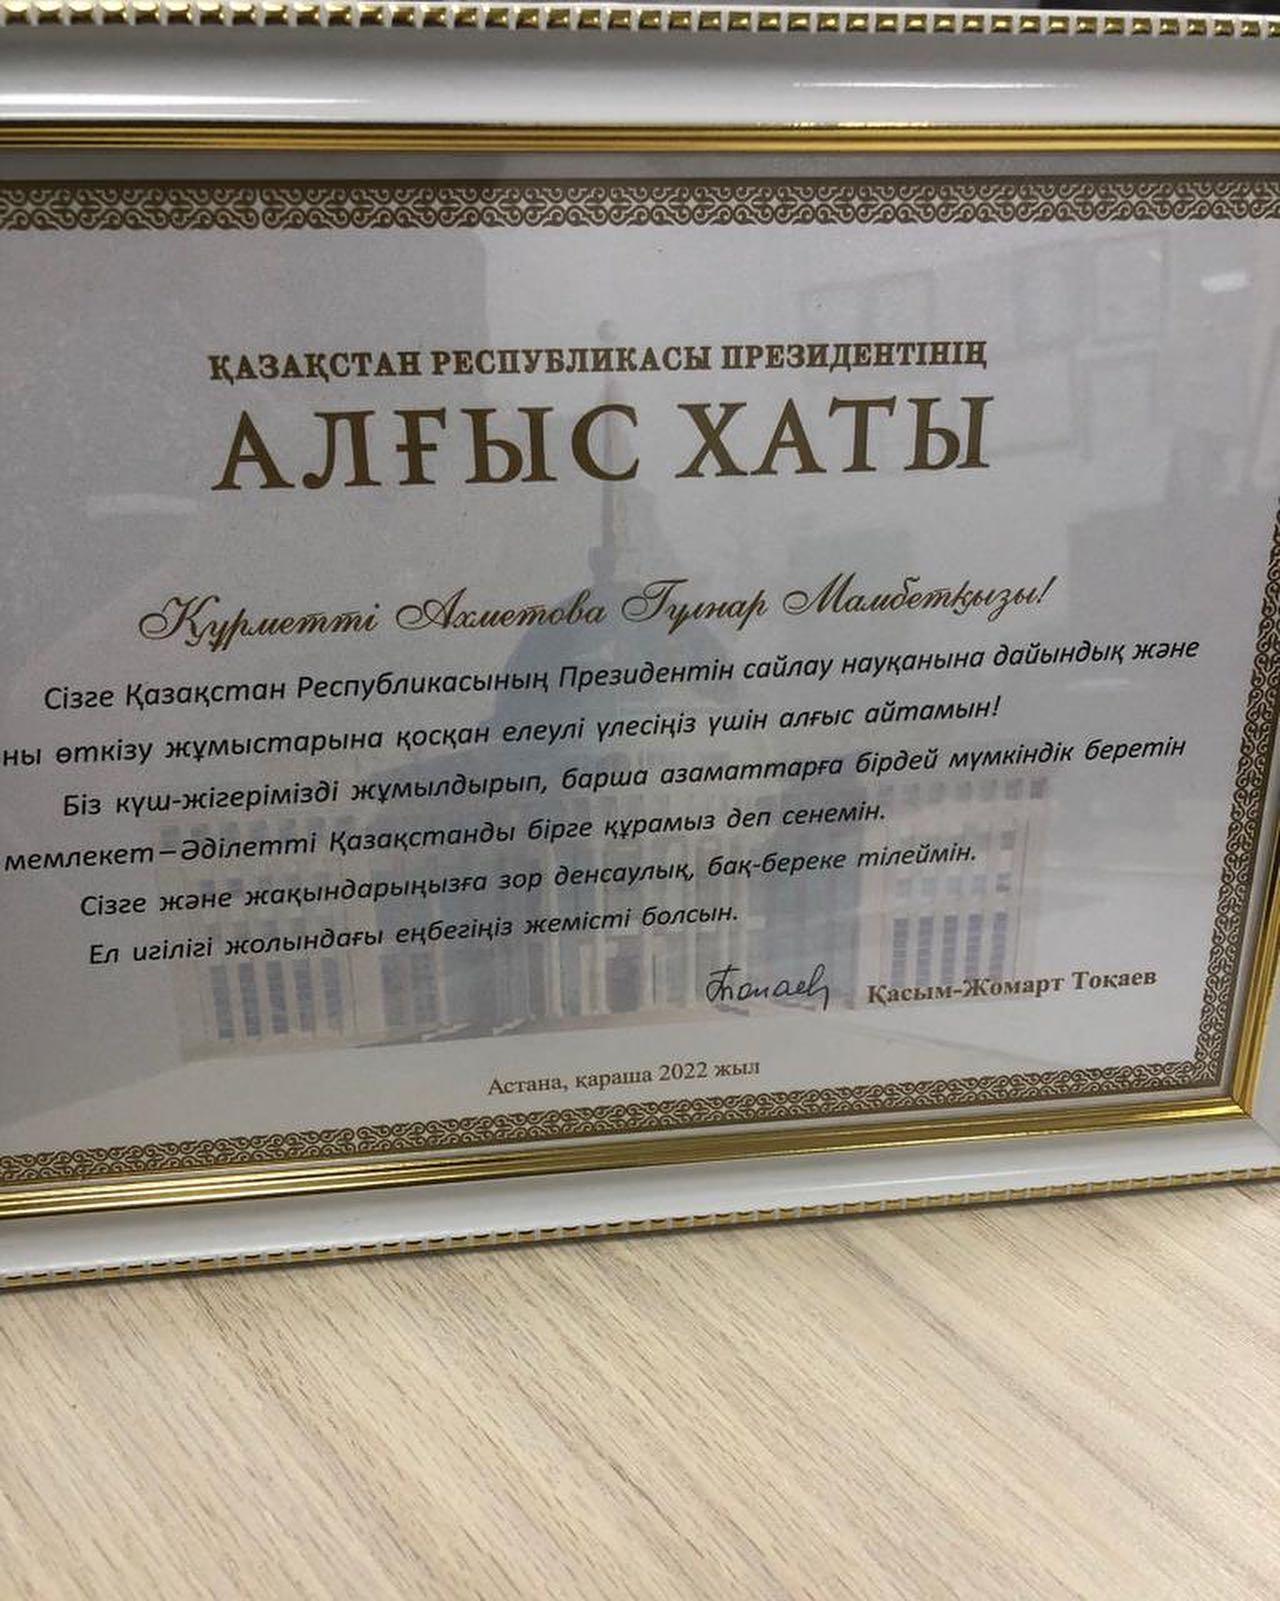 ҚАЗАҚСТАН РЕСПУБЛИКАСЫ ПРЕЗИДЕНТІНІҢ
АЛҒЫС ХАТЫ
Құрметті Ахметова Гулнар Мамбетқызы!
Сізге Қазақстан Республикасының Президентін сайлау науқанына дайындық және
ны өткізу жұмыстарына қосқан елеулі үлесіңіз үшін алғыс айтамын!
Біз күш-жігерімізді жұмылдырып, барша азаматтарға бірдей мүмкіндік беретін
мемлекет – Әділетті Қазақстанды бірге құрамыз деп сенемін.
Сізге және жақындарыңызға зор денсаулық, бақ-береке тілеймін.
Ел игілігі жолындағы еңбегіңіз жемісті болсын.
Тоқаев Қасым-Жомарт Тоқаев
Астана, қараша 2022 жыл